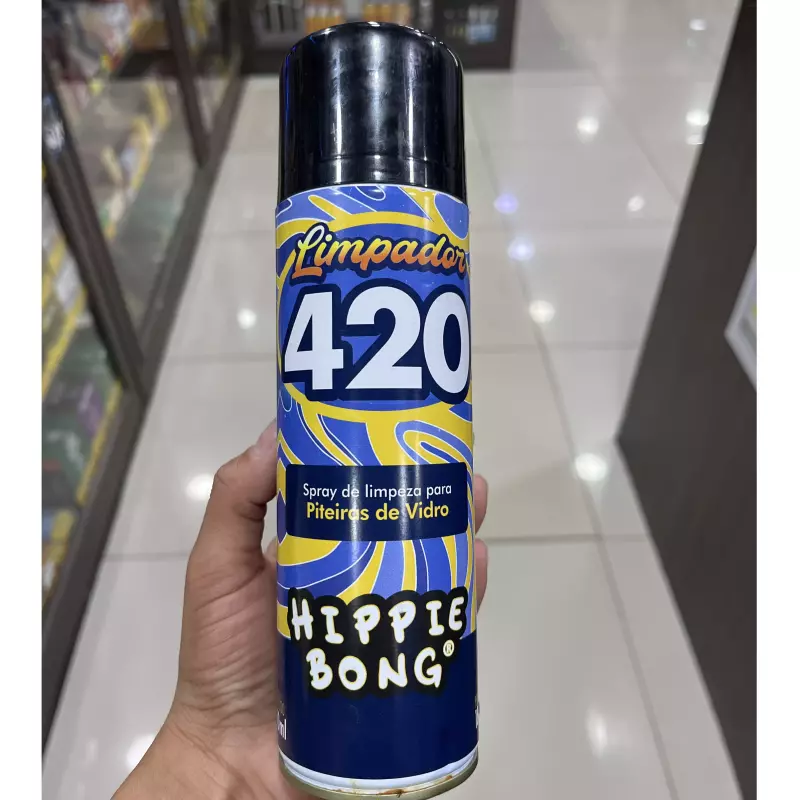 Limpador
420
Spray de limpeza para
Piteiras de Vidro
HIPPIE
BONG®